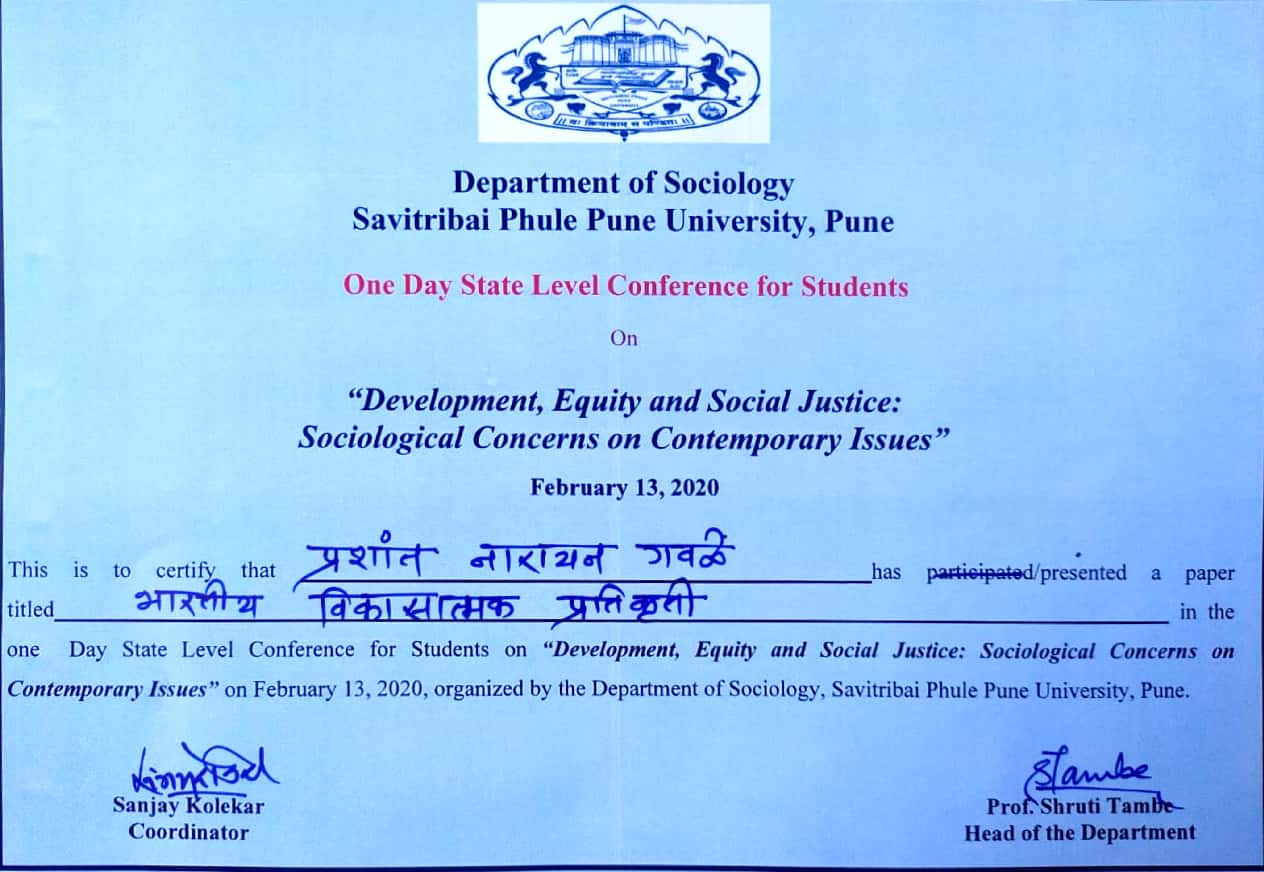 || यः क्रियावान् स पण्डितः ||
Department of Sociology
Savitribai Phule Pune University, Pune
One Day State Level Conference for Students
On
“Development, Equity and Social Justice:
Sociological Concerns on Contemporary Issues”
February 13, 2020
This is to certify that प्रशांत नारायन गवळे has participated/presented a paper
titled भारतीय विकासात्मक प्रतिकृती in the
one Day State Level Conference for Students on “Development, Equity and Social Justice: Sociological Concerns on
Contemporary Issues” on February 13, 2020, organized by the Department of Sociology, Savitribai Phule Pune University, Pune.
STambe
Sanjay Kolekar Prof. Shruti Tambe
Coordinator Head of the Department